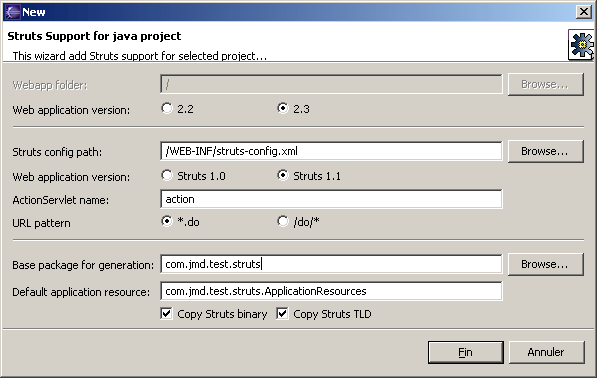 New
Struts Support for java project
This wizard add Struts support for selected project...
Webapp folder: / Browse...
Web application version: 2.2 2.3
Struts config path: /WEB-INF/struts-config.xml Browse...
Web application version: Struts 1.0 Struts 1.1
ActionServlet name: action
URL pattern *.do /do/*
Base package for generation: com.jmd.test.struts Browse...
Default application resource: com.jmd.test.struts.ApplicationResources
Copy Struts binary Copy Struts TLD
Fin Annuler